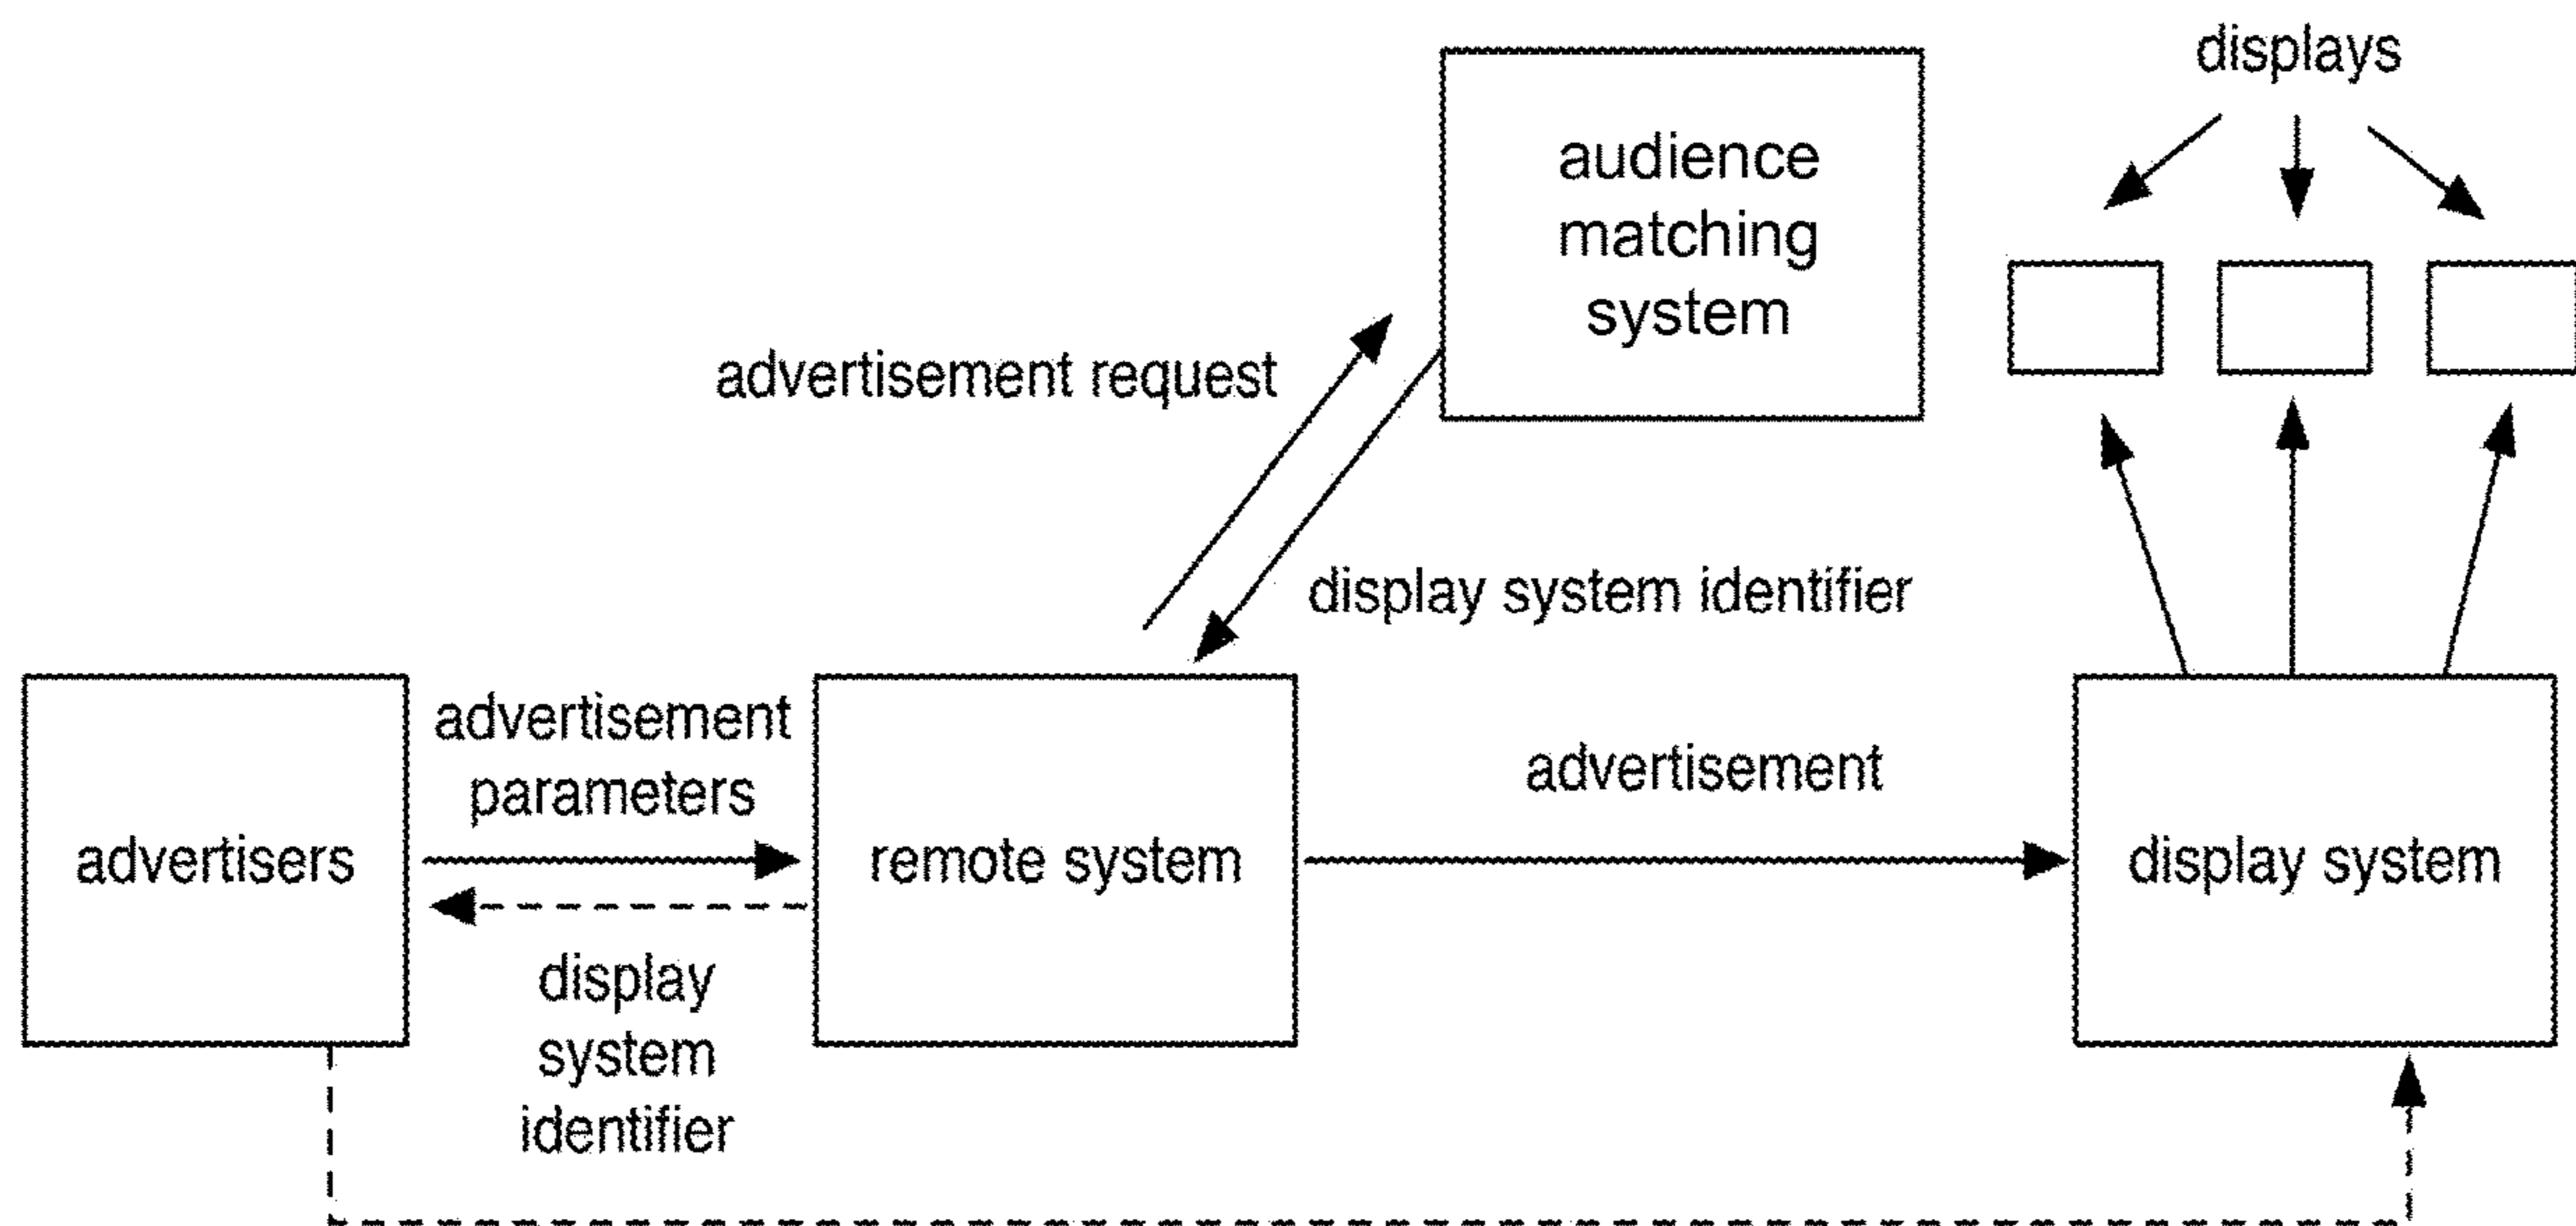 displays
audience
matching
system
advertisement request
display system identifier
advertisement
parameters
advertisers
remote system
advertisement
display system
display
system
identifier